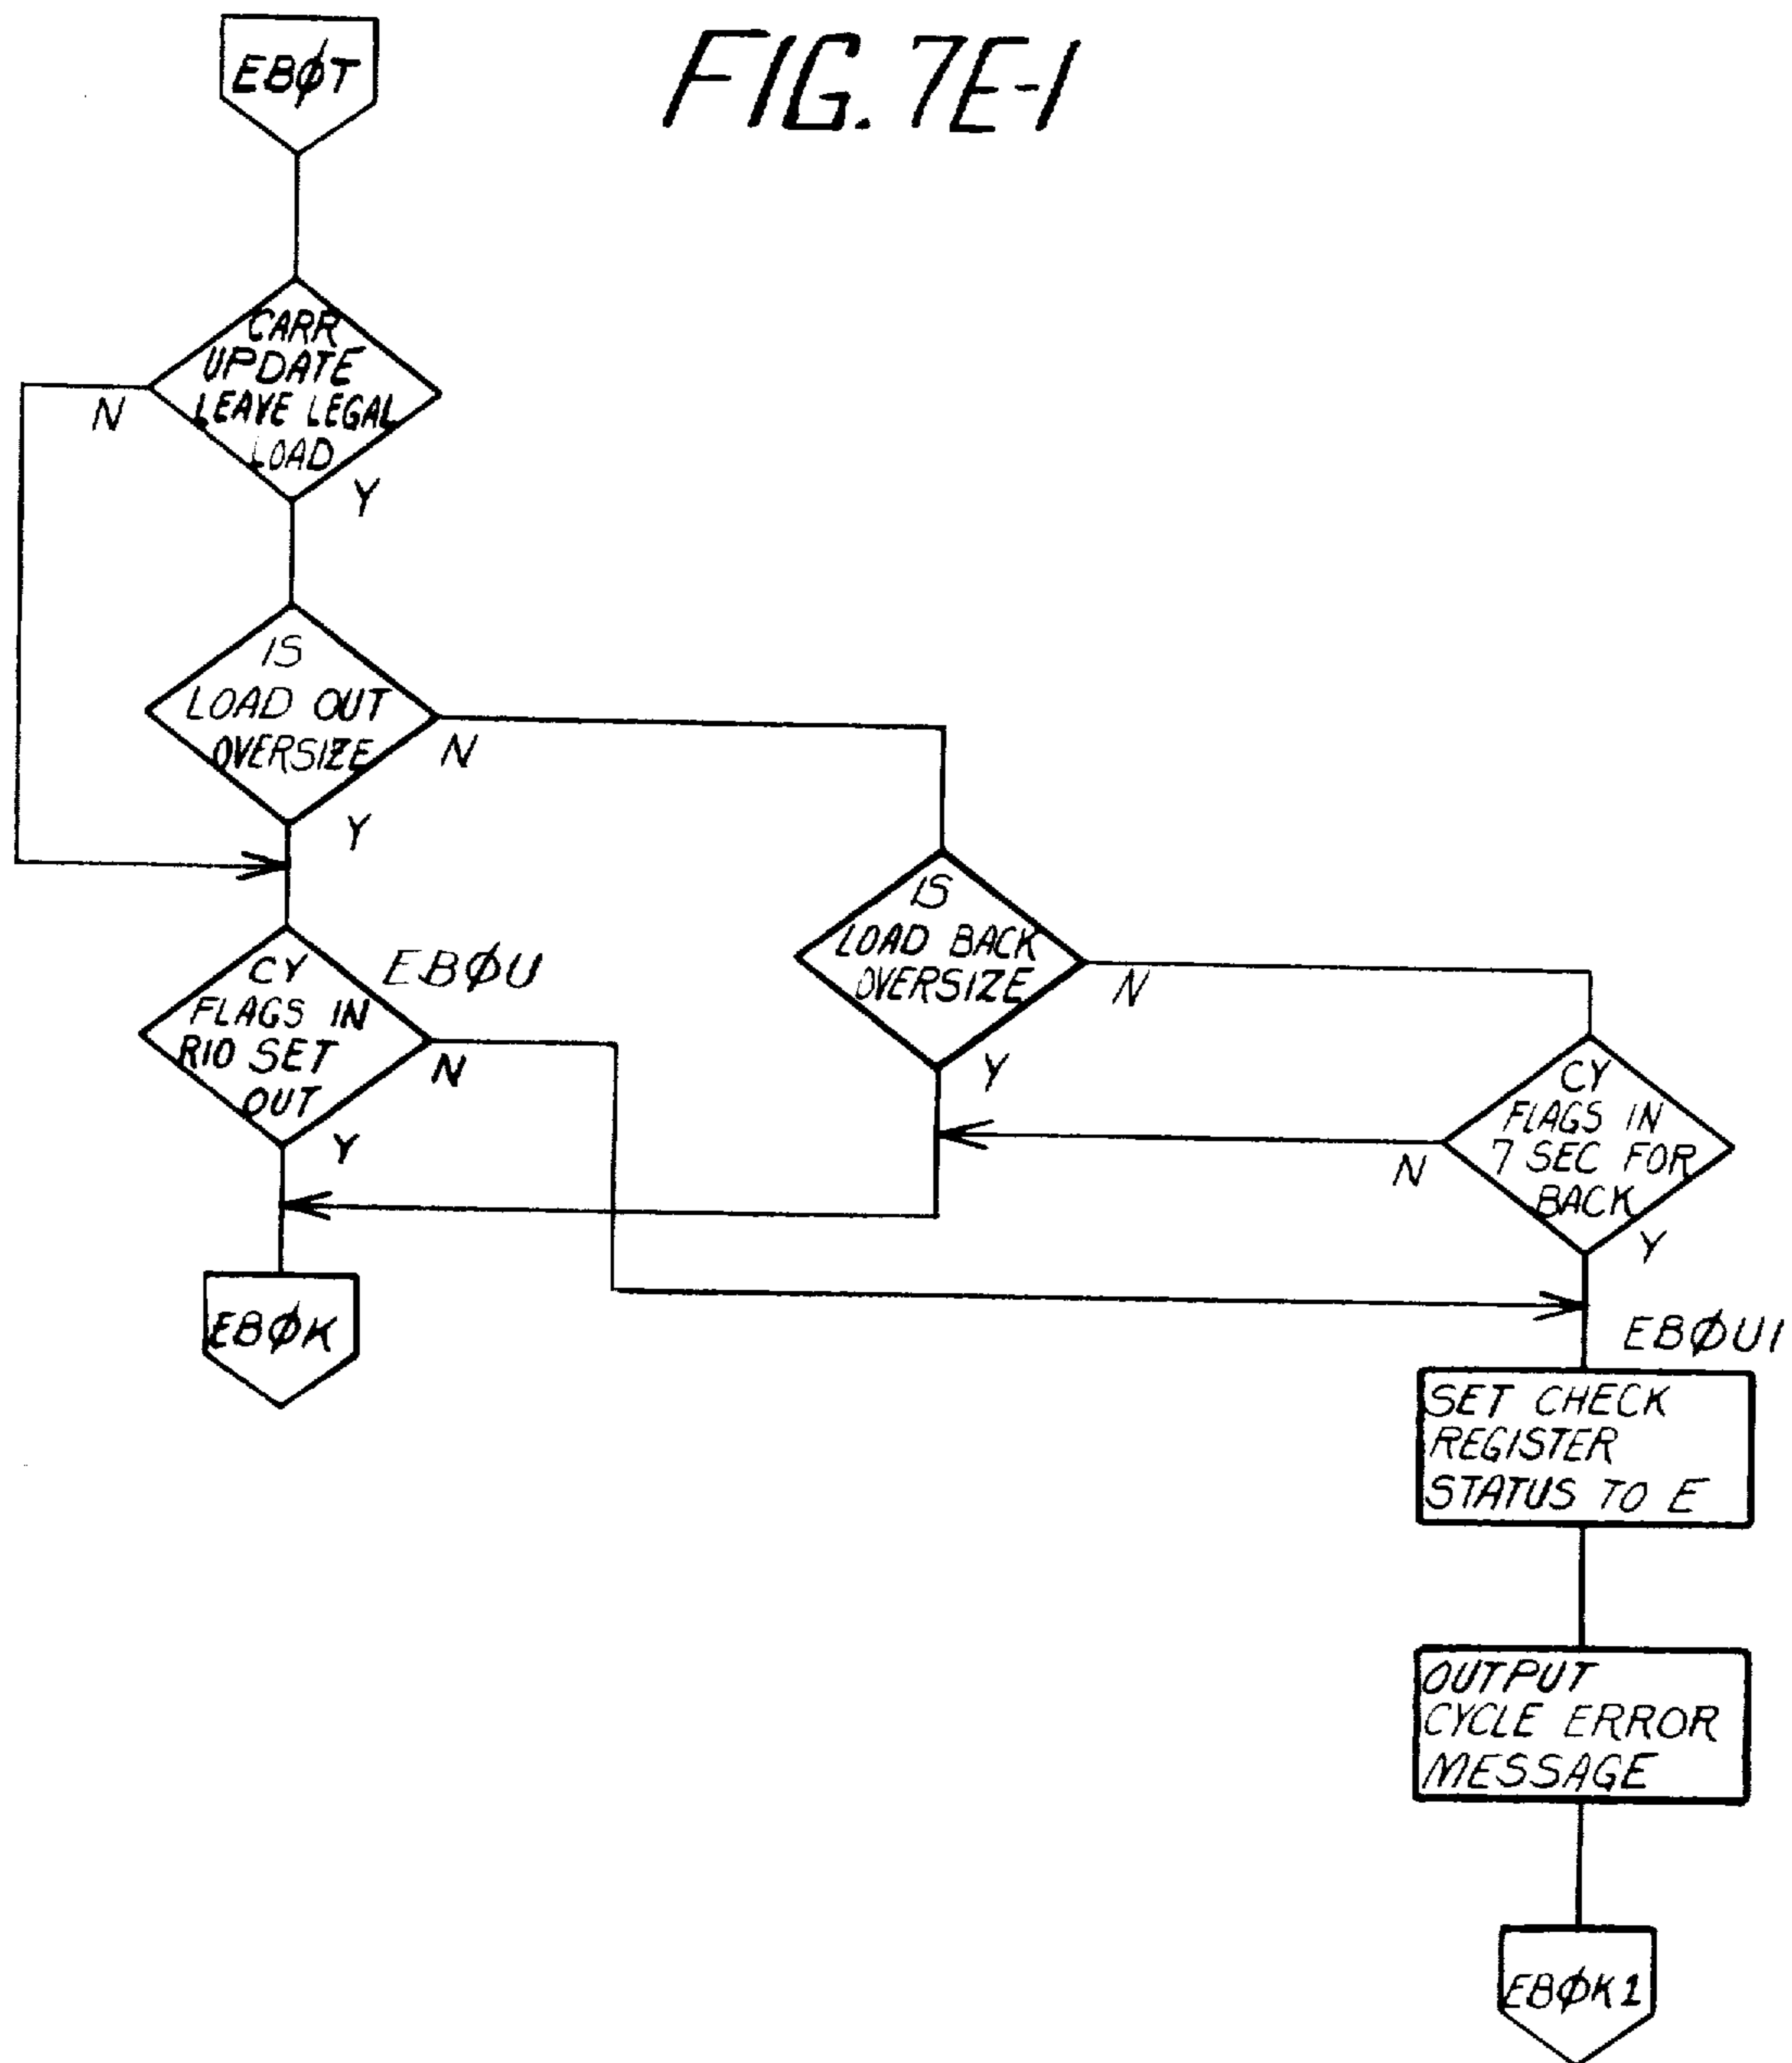 FIG. 7E-1
EBØT
CARR
UPDATE
LEAVE LEGAL
LOAD
N
Y
IS
LOAD OUT
OVERSIZE
N
Y
IS
LOAD BACK
OVERSIZE
N
Y
CY
FLAGS IN
R10 SET
OUT
EBØU
N
Y
CY
FLAGS IN
7 SEC FOR
BACK
N
Y
EBØK
EBØU1
SET CHECK
REGISTER
STATUS TO E
OUTPUT
CYCLE ERROR
MESSAGE
EBØK1